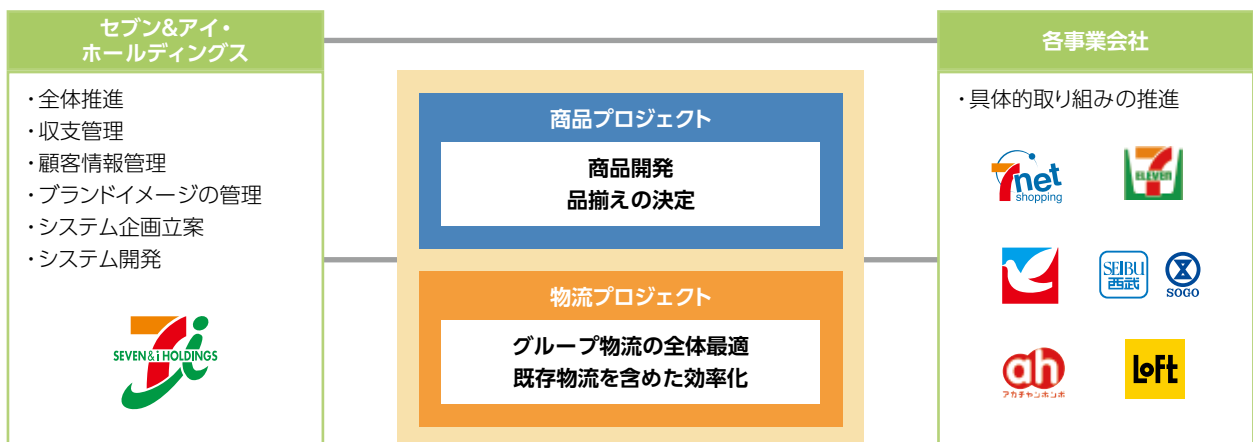 セブン&アイ・
ホールディングス
・全体推進
・収支管理
・顧客情報管理
・ブランドイメージの管理
・システム企画立案
・システム開発
SEVEN&i HOLDINGS
商品プロジェクト
商品開発
品揃えの決定
物流プロジェクト
グループ物流の全体最適
既存物流を含めた効率化
各事業会社
・具体的取り組みの推進
7net
shopping
7
ELEVEN
SEIBU
西武
SOGO
ah
アカチャンホンポ
LoFt